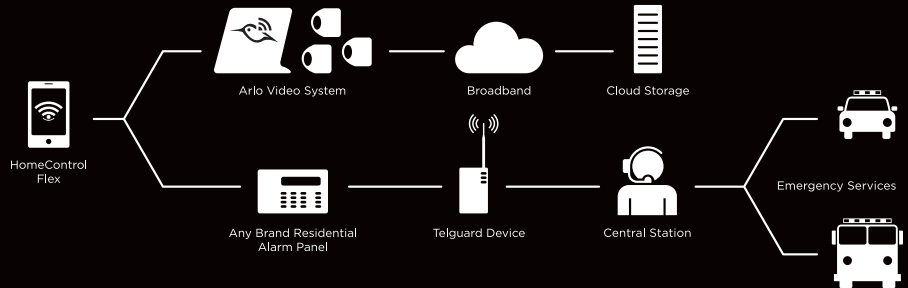 Arlo Video System
Broadband
Cloud Storage
HomeControl
Flex
Any Brand Residential
Alarm Panel
Telguard Device
Central Station
Emergency Services